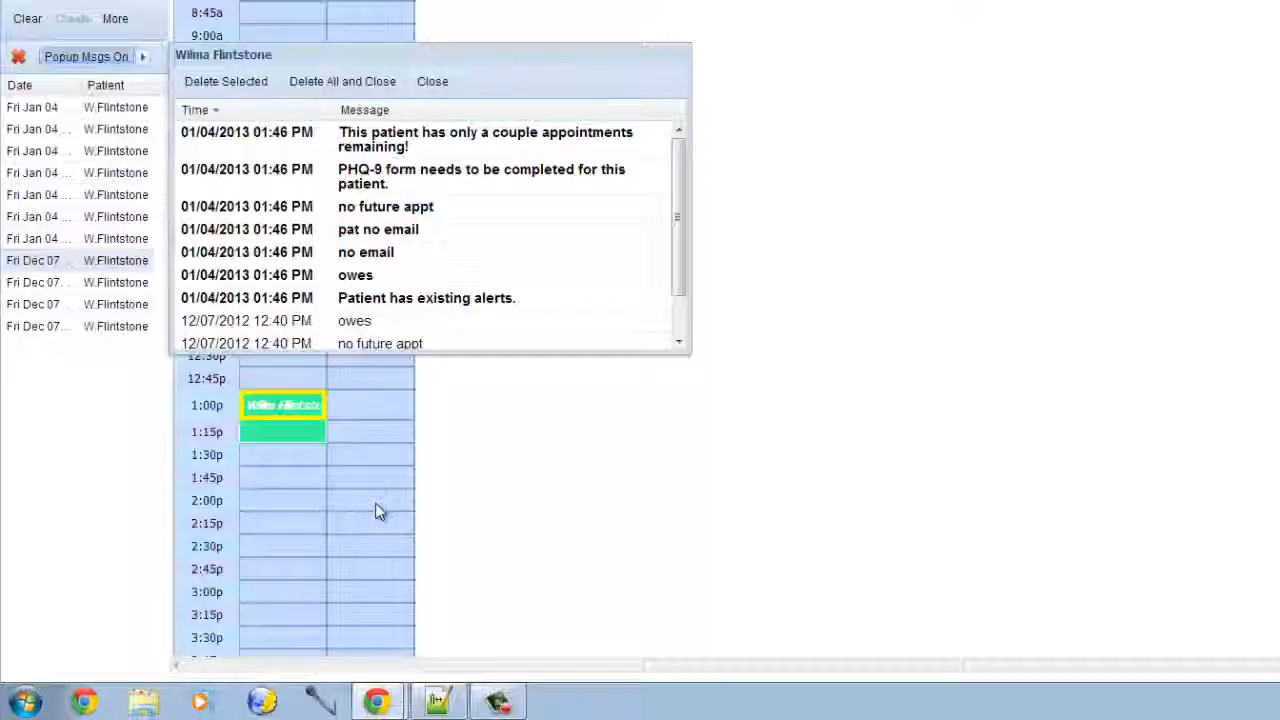 Clear Create More
8:45a
9:00a
Popup Msgs On
Wilma Flintstone
Delete Selected Delete All and Close Close
Date Patient
Time Message
Fri Jan 04 W.Flintstone
Fri Jan 04 ... W.Flintstone
Fri Jan 04 ... W.Flintstone
Fri Jan 04 ... W.Flintstone
Fri Jan 04 ... W.Flintstone
Fri Jan 04 ... W.Flintstone
Fri Jan 04 ... W.Flintstone
Fri Dec 07 ... W.Flintstone
Fri Dec 07 ... W.Flintstone
Fri Dec 07 W.Flintstone
Fri Dec 07... W.Flintstone
01/04/2013 01:46 PM This patient has only a couple appointments
remaining!
01/04/2013 01:46 PM PHQ-9 form needs to be completed for this
patient.
01/04/2013 01:46 PM no future appt
01/04/2013 01:46 PM pat no email
01/04/2013 01:46 PM no email
01/04/2013 01:46 PM owes
01/04/2013 01:46 PM Patient has existing alerts.
12/07/2012 12:40 PM owes
12/07/2012 12:40 PM no future appt
12:30p
12:45p
1:00p
1:15p
1:30p
1:45p
2:00p
2:15p
2:30p
2:45p
3:00p
3:15p
3:30p